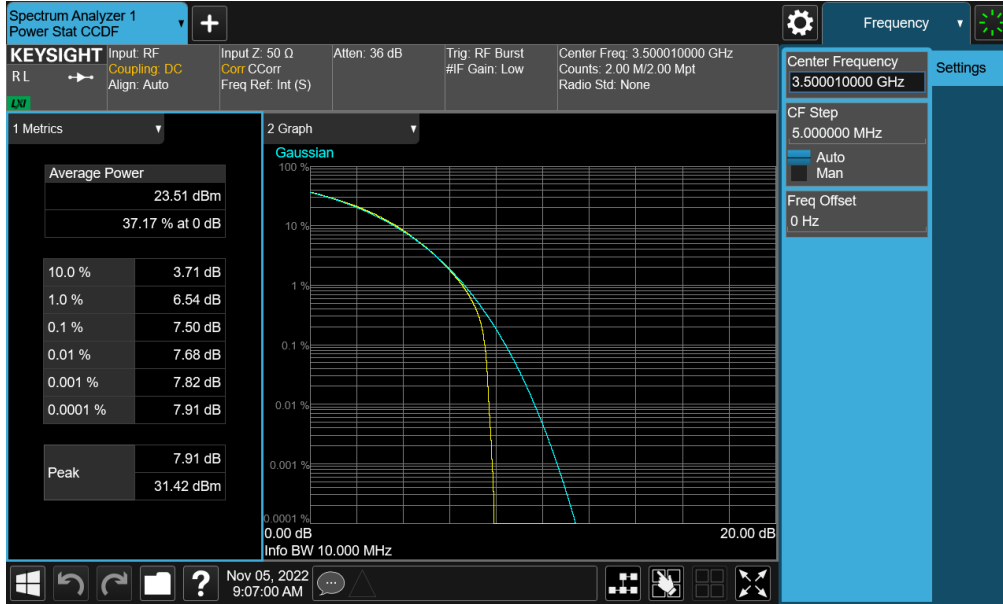 Spectrum Analyzer 1
Power Stat CCDF
Frequency
KEYSIGHT
RL
LXI
Input: RF
Coupling: DC
Align: Auto
Input Z: 50 Ω
Corr CCorr
Freq Ref: Int (S)
Atten: 36 dB
Trig: RF Burst
#IF Gain: Low
Center Freq: 3.500010000 GHz
Counts: 2.00 M/2.00 Mpt
Radio Std: None
Center Frequency
3.500010000 GHz
Settings
CF Step
5.000000 MHz
Auto
Man
Freq Offset
0 Hz
1 Metrics
Average Power
23.51 dBm
37.17 % at 0 dB
10.0 % 3.71 dB
1.0 % 6.54 dB
0.1 % 7.50 dB
0.01 % 7.68 dB
0.001 % 7.82 dB
0.0001 % 7.91 dB
Peak
7.91 dB
31.42 dBm
2 Graph
Gaussian
100 %
10 %
1 %
0.1 %
0.01 %
0.001 %
0.0001 %
0.00 dB 20.00 dB
Info BW 10.000 MHz
?
Nov 05, 2022
9:07:00 AM